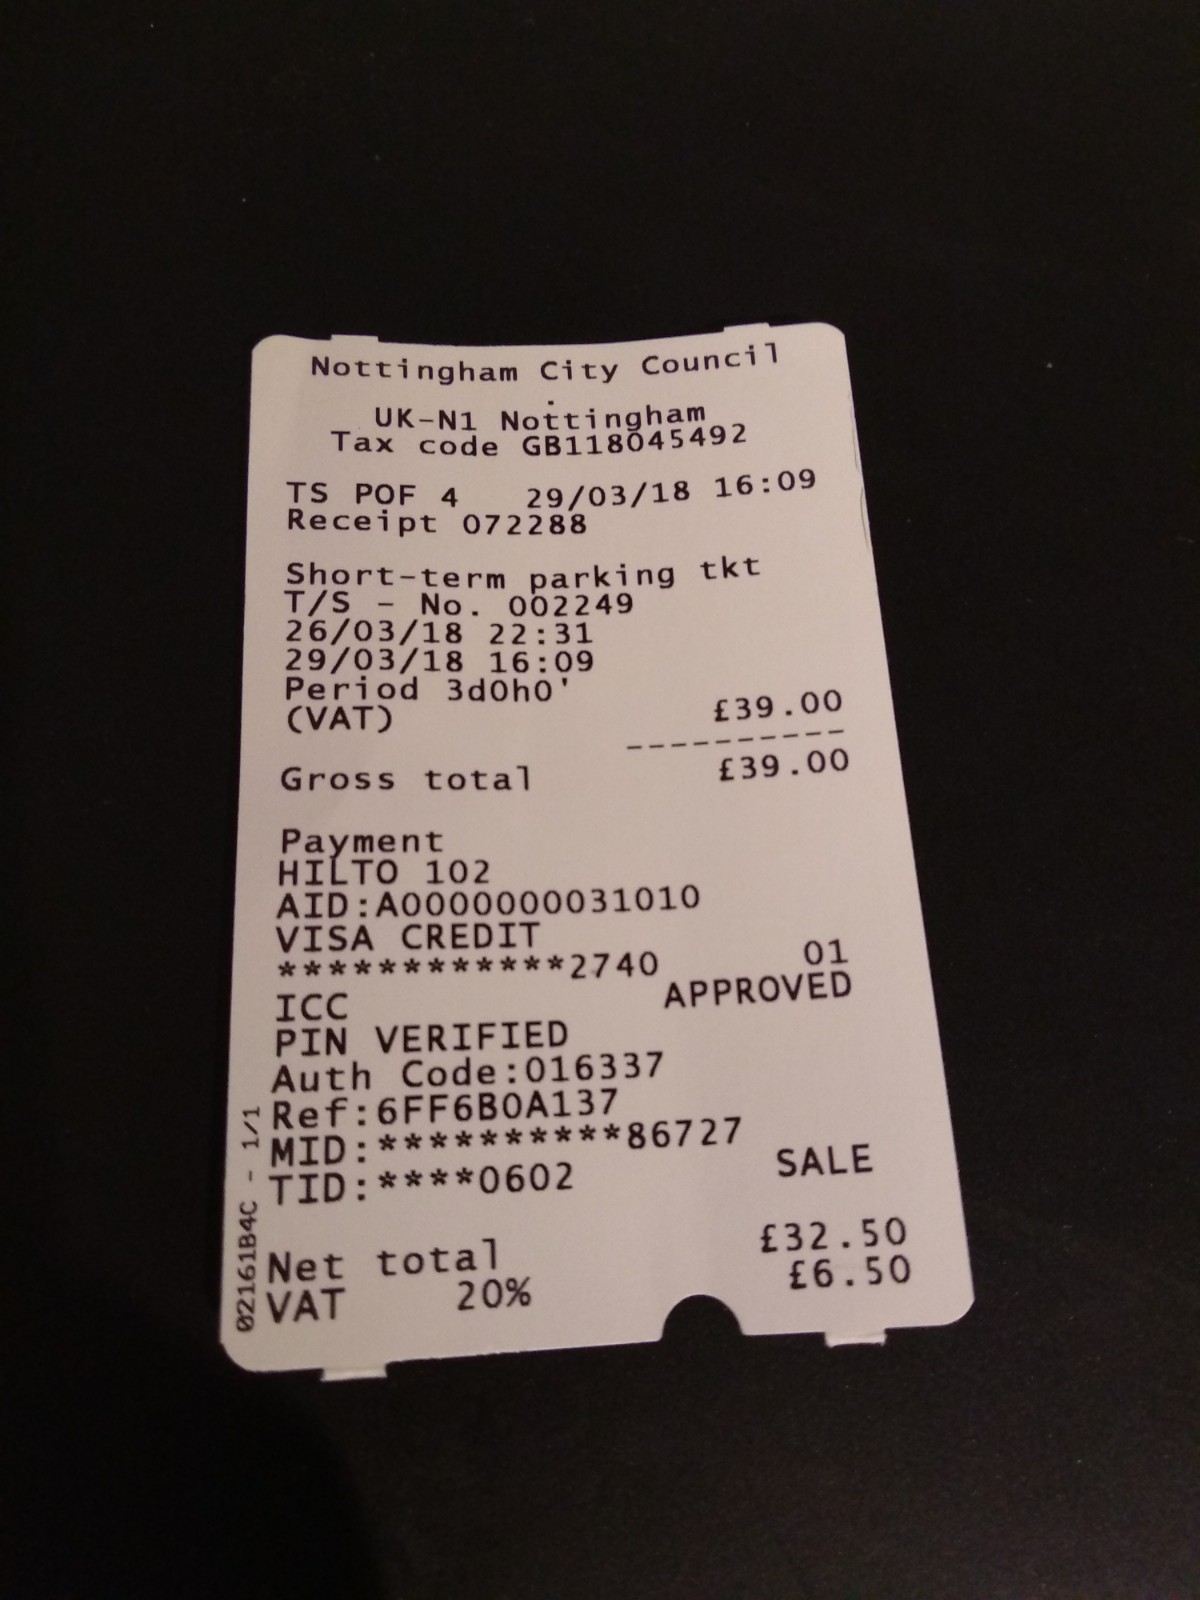 Nottingham City Council
.
UK-N1 Nottingham
Tax code GB118045492
TS POF 4 29/03/18 16:09
Receipt 072288
Short-term parking tkt
T/S - No. 002249
26/03/18 22:31
29/03/18 16:09
Period 3d0h0'
(VAT) £39.00
----------
Gross total £39.00
Payment
HILTO 102
AID:A0000000031010
VISA CREDIT
************2740 01
ICC APPROVED
PIN VERIFIED
Auth Code:016337
Ref:6FF6B0A137
MID:**********86727
TID:****0602 SALE
Net total £32.50
VAT 20% £6.50
02161B4C - 1/1